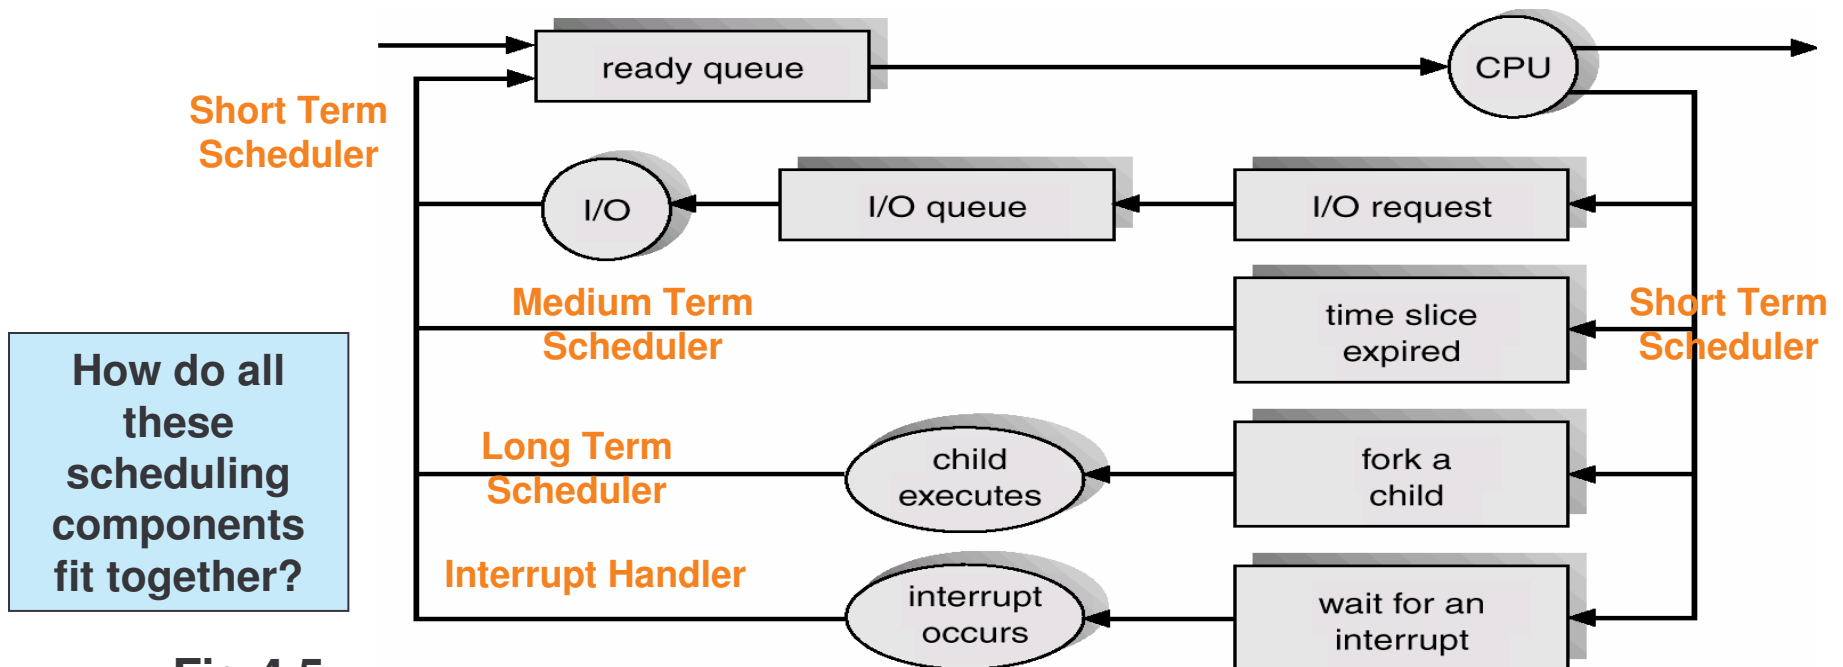 ready queue
CPU
Short Term
Scheduler
I/O
I/O queue
I/O request
Medium Term
Scheduler
time slice
expired
Short Term
Scheduler
How do all
these
scheduling
components
fit together?
Long Term
Scheduler
child
executes
fork a
child
Interrupt Handler
interrupt
occurs
wait for an
interrupt